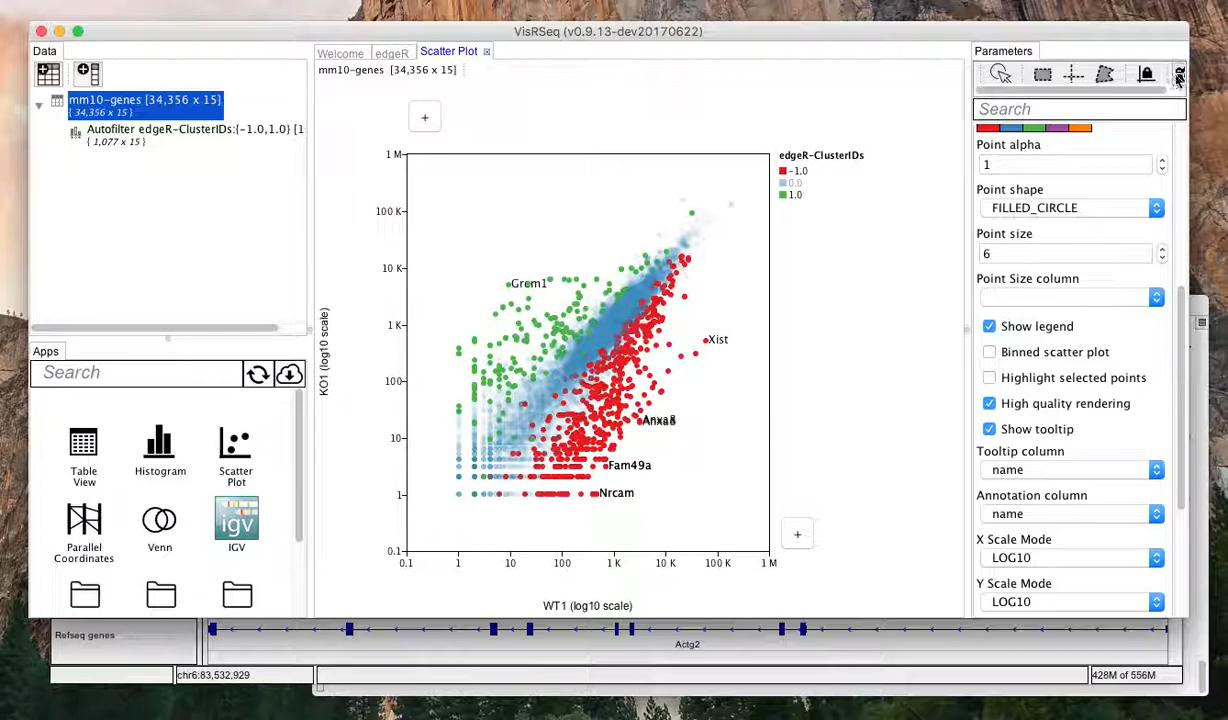 VisRSeq (v0.9.13-dev20170622)
Data
mm10-genes [34,356 x 15]
{ 34,356 x 15 }
Autofilter edgeR-ClusterIDs:{-1.0,1.0} [1
{ 1,077 x 15 }
Apps
Search
Table View
Histogram
Scatter Plot
Parallel Coordinates
Venn
igv
IGV
Welcome
edgeR
Scatter Plot
mm10-genes [34,356 x 15]
+
edgeR-ClusterIDs
-1.0
0.0
1.0
1 M
100 K
10 K
1 K
100
10
1
0.1
KO1 (log10 scale)
Grem1
Xist
Anxa8
Fam49a
Nrcam
+
0.1
1
10
100
1 K
10 K
100 K
1 M
WT1 (log10 scale)
Parameters
Search
Point alpha
1
Point shape
FILLED_CIRCLE
Point size
6
Point Size column
Show legend
Binned scatter plot
Highlight selected points
High quality rendering
Show tooltip
Tooltip column
name
Annotation column
name
X Scale Mode
LOG10
Y Scale Mode
LOG10
Refseq genes
Actg2
chr6:83,532,929
428M of 556M